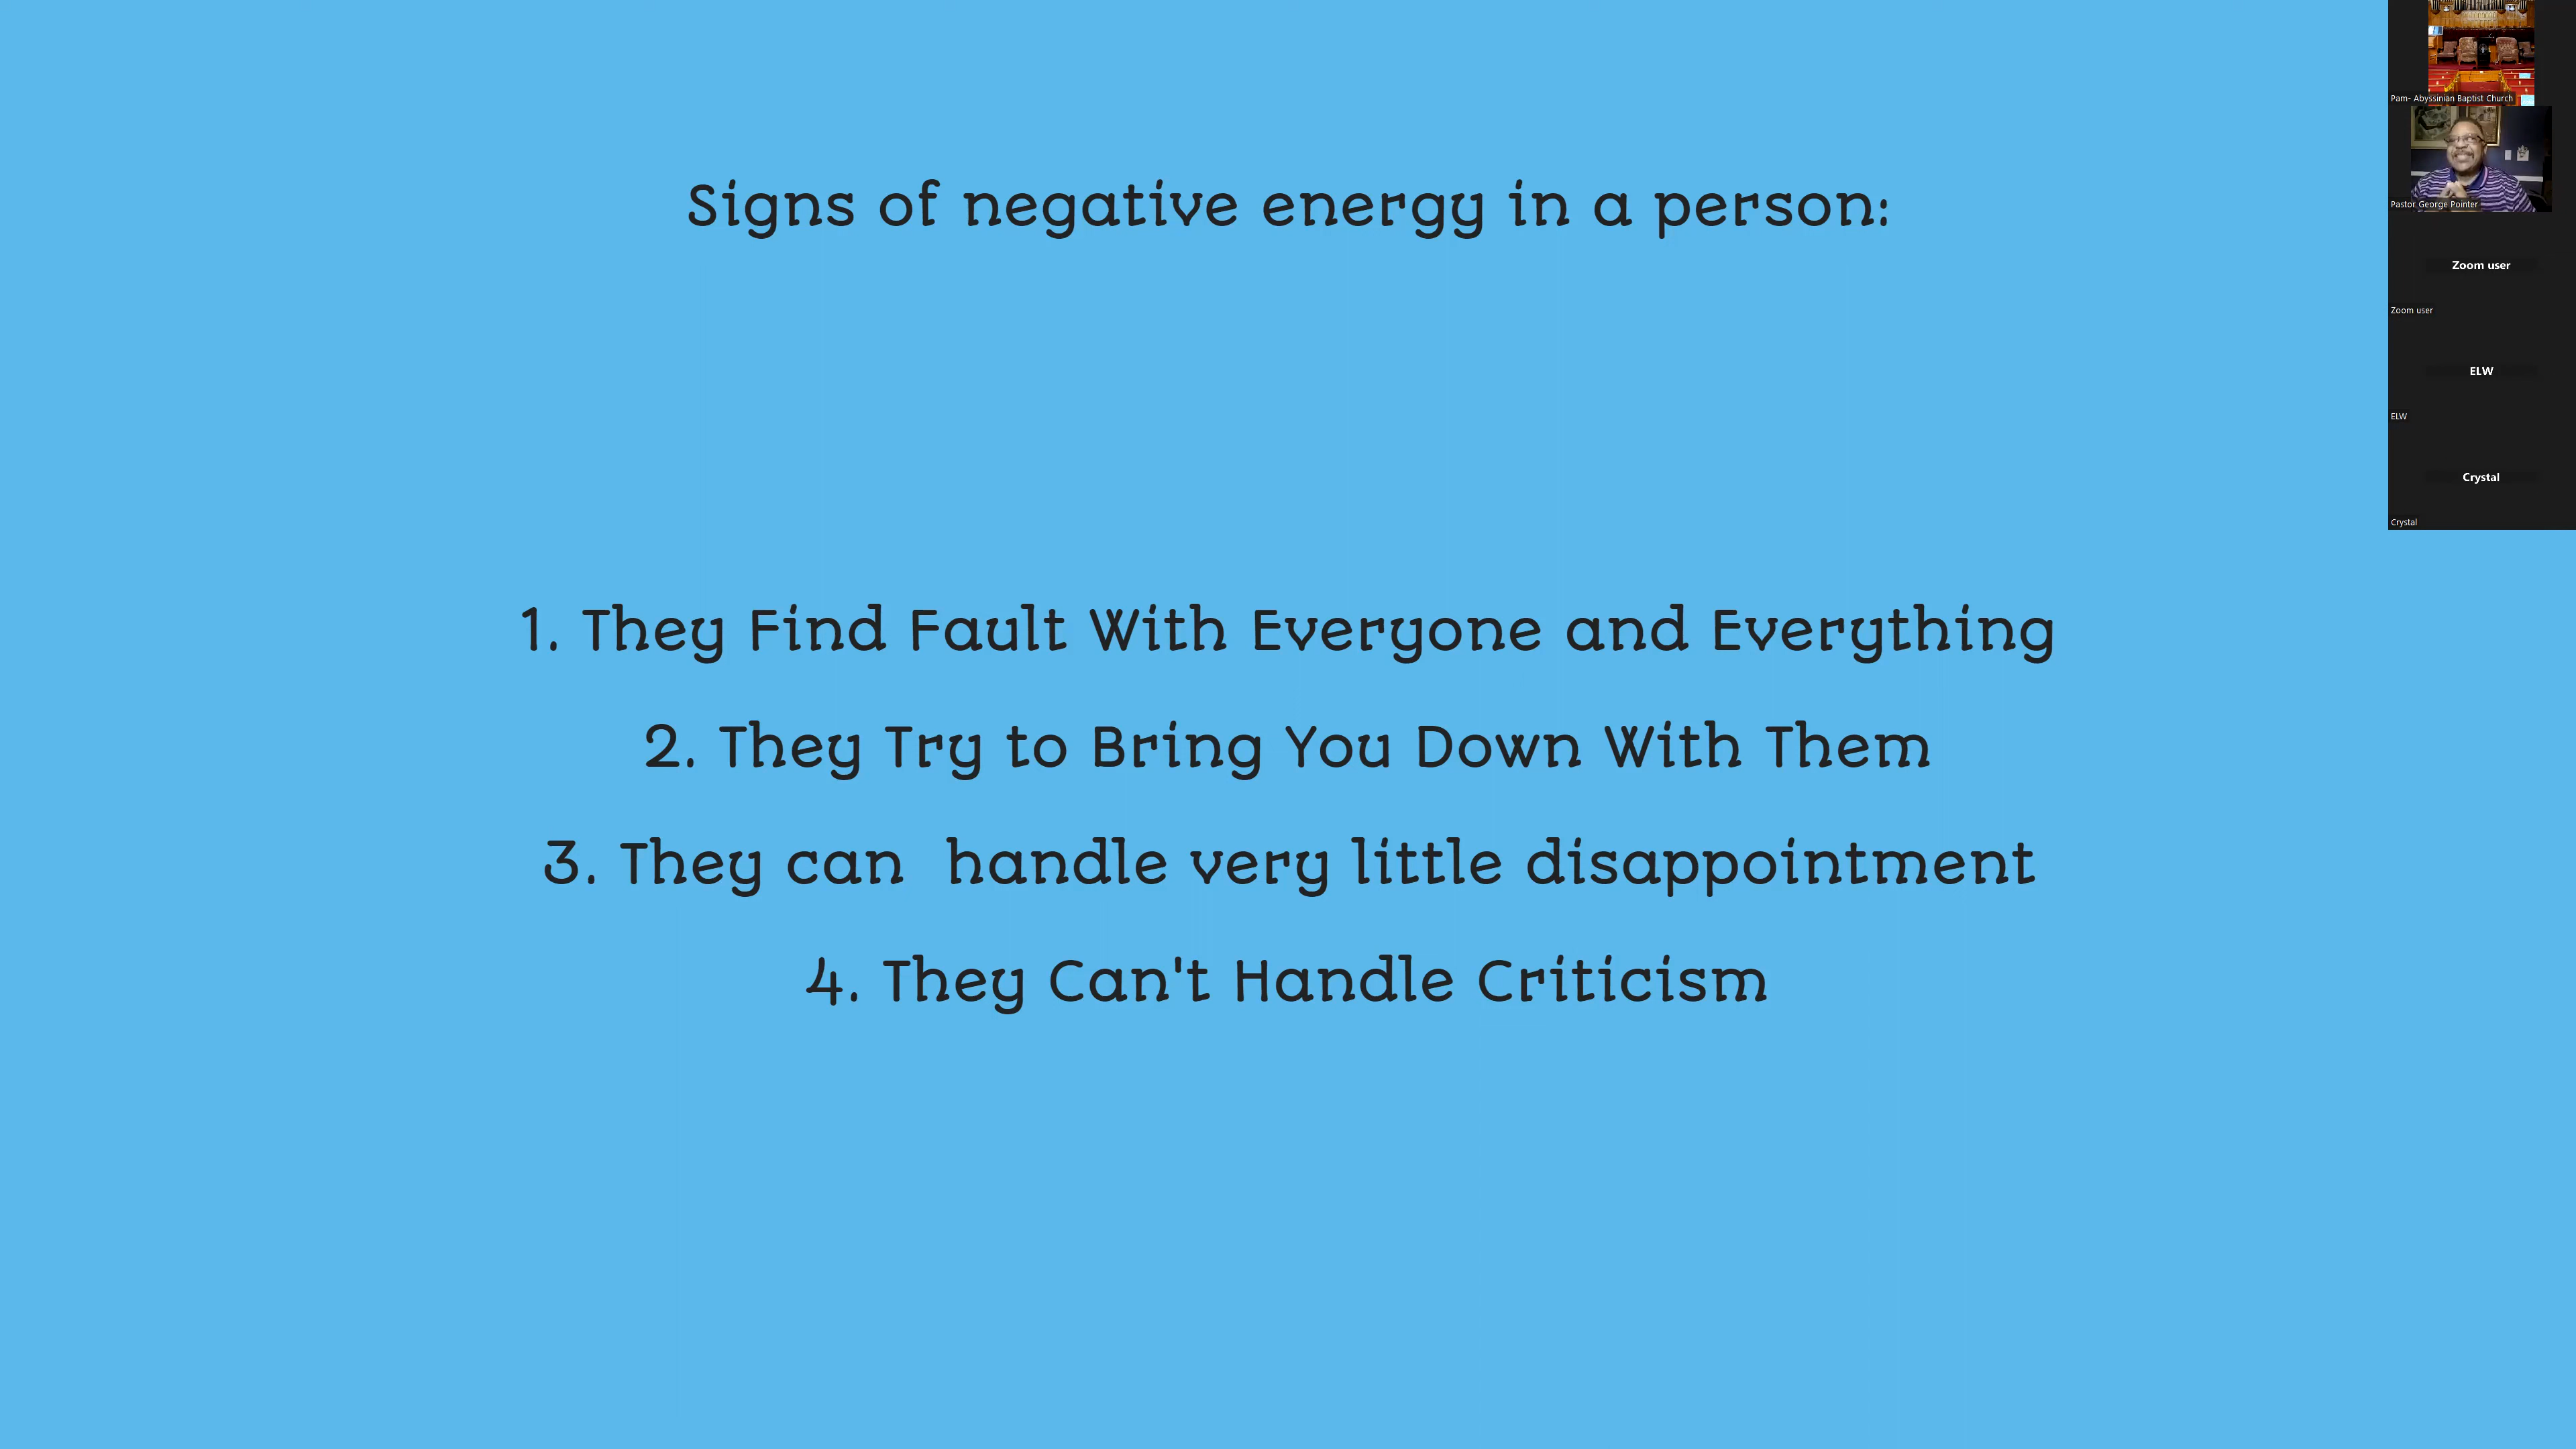 Signs of negative energy in a person:
1. They Find Fault With Everyone and Everything
2. They Try to Bring You Down With Them
3. They can  handle very little disappointment
4. They Can't Handle Criticism
Pam- Abyssinian Baptist Church
Pastor George Pointer
Zoom user
Zoom user
ELW
ELW
Crystal
Crystal